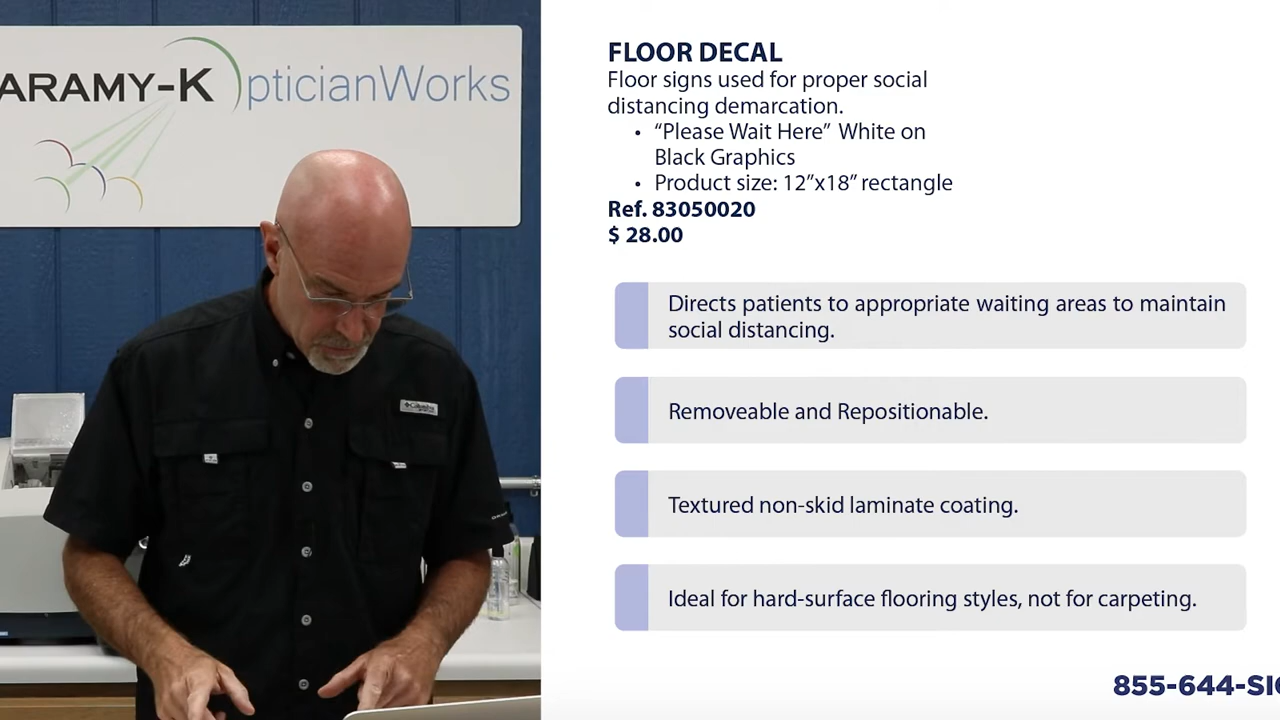 ARAMY-K pticianWorks
FLOOR DECAL
Floor signs used for proper social
distancing demarcation.
• “Please Wait Here” White on
Black Graphics
• Product size: 12”x18” rectangle
Ref. 83050020
$ 28.00
Directs patients to appropriate waiting areas to maintain
social distancing.
Removeable and Repositionable.
Textured non-skid laminate coating.
Ideal for hard-surface flooring styles, not for carpeting.
Columbia
855-644-SIG